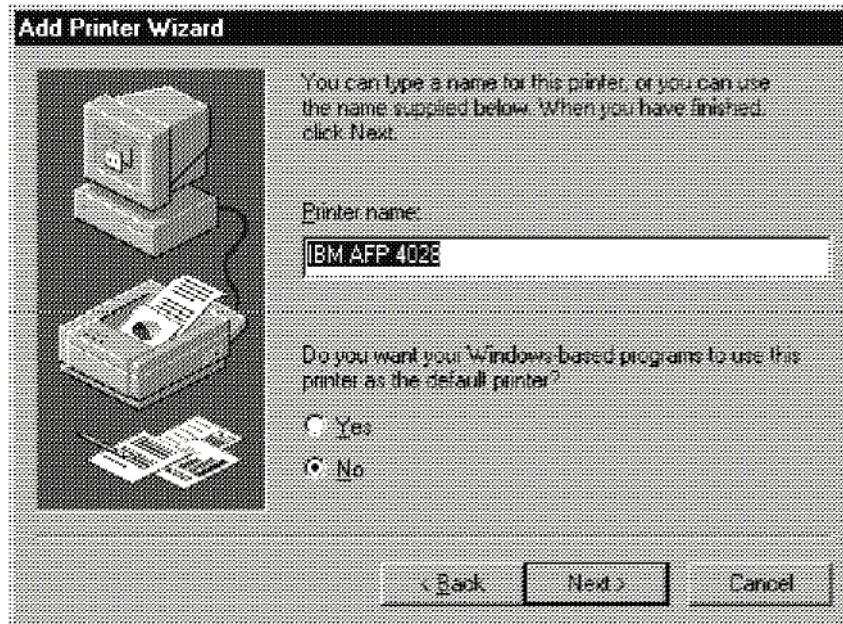 Add Printer Wizard
You can type a name for this printer, or you can use
the name supplied below. When you have finished,
click Next.
Printer name:
IBM AFP 4028
Do you want your Windows-based programs to use this
printer as the default printer?
Yes
No
< Back
Next >
Cancel